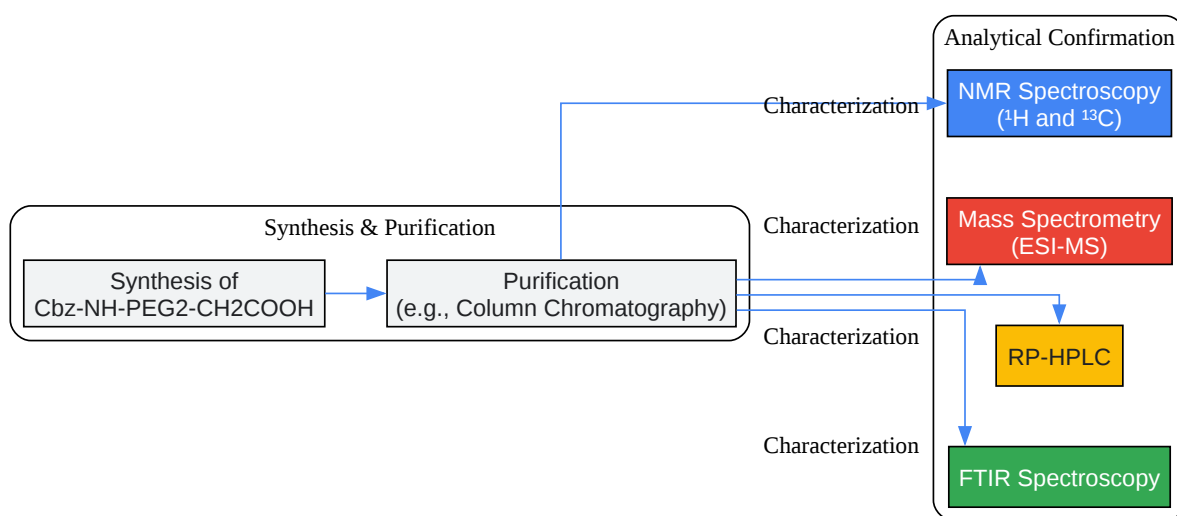 Analytical Confirmation
NMR Spectroscopy
(¹H and ¹³C)
Characterization
Synthesis & Purification
Synthesis of
Cbz-NH-PEG2-CH2COOH
Purification
(e.g., Column Chromatography)
Characterization
Mass Spectrometry
(ESI-MS)
Characterization
RP-HPLC
Characterization
FTIR Spectroscopy